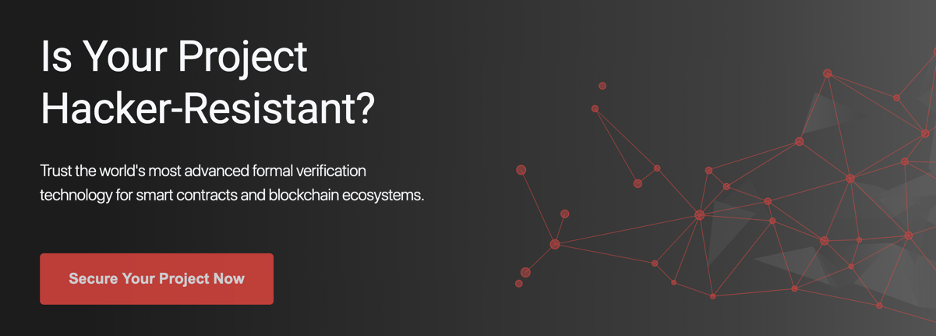 Is Your Project
Hacker-Resistant?
Trust the world's most advanced formal verification
technology for smart contracts and blockchain ecosystems.
Secure Your Project Now